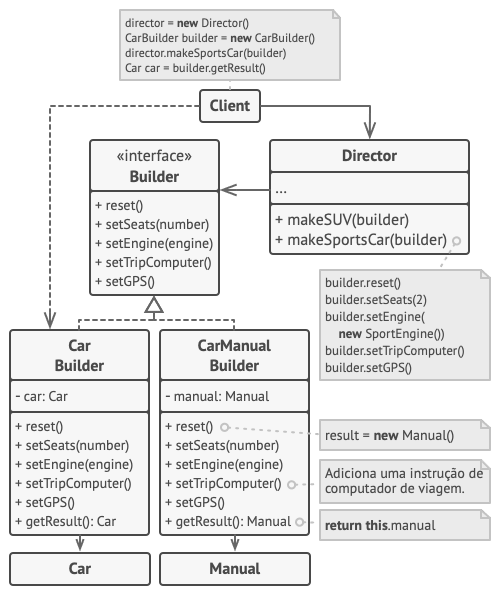 director = new Director()
CarBuilder builder = new CarBuilder()
director.makeSportsCar(builder)
Car car = builder.getResult()
Client
«interface»
Builder
+ reset()
+ setSeats(number)
+ setEngine(engine)
+ setTripComputer()
+ setGPS()
Director
...
+ makeSUV(builder)
+ makeSportsCar(builder)
builder.reset()
builder.setSeats(2)
builder.setEngine(
new SportEngine())
builder.setTripComputer()
builder.setGPS()
Car
Builder
- car: Car
+ reset()
+ setSeats(number)
+ setEngine(engine)
+ setTripComputer()
+ setGPS()
+ getResult(): Car
Car
CarManual
Builder
- manual: Manual
+ reset()
+ setSeats(number)
+ setEngine(engine)
+ setTripComputer()
+ setGPS()
+ getResult(): Manual
Manual
result = new Manual()
Adiciona uma instrução de
computador de viagem.
return this.manual